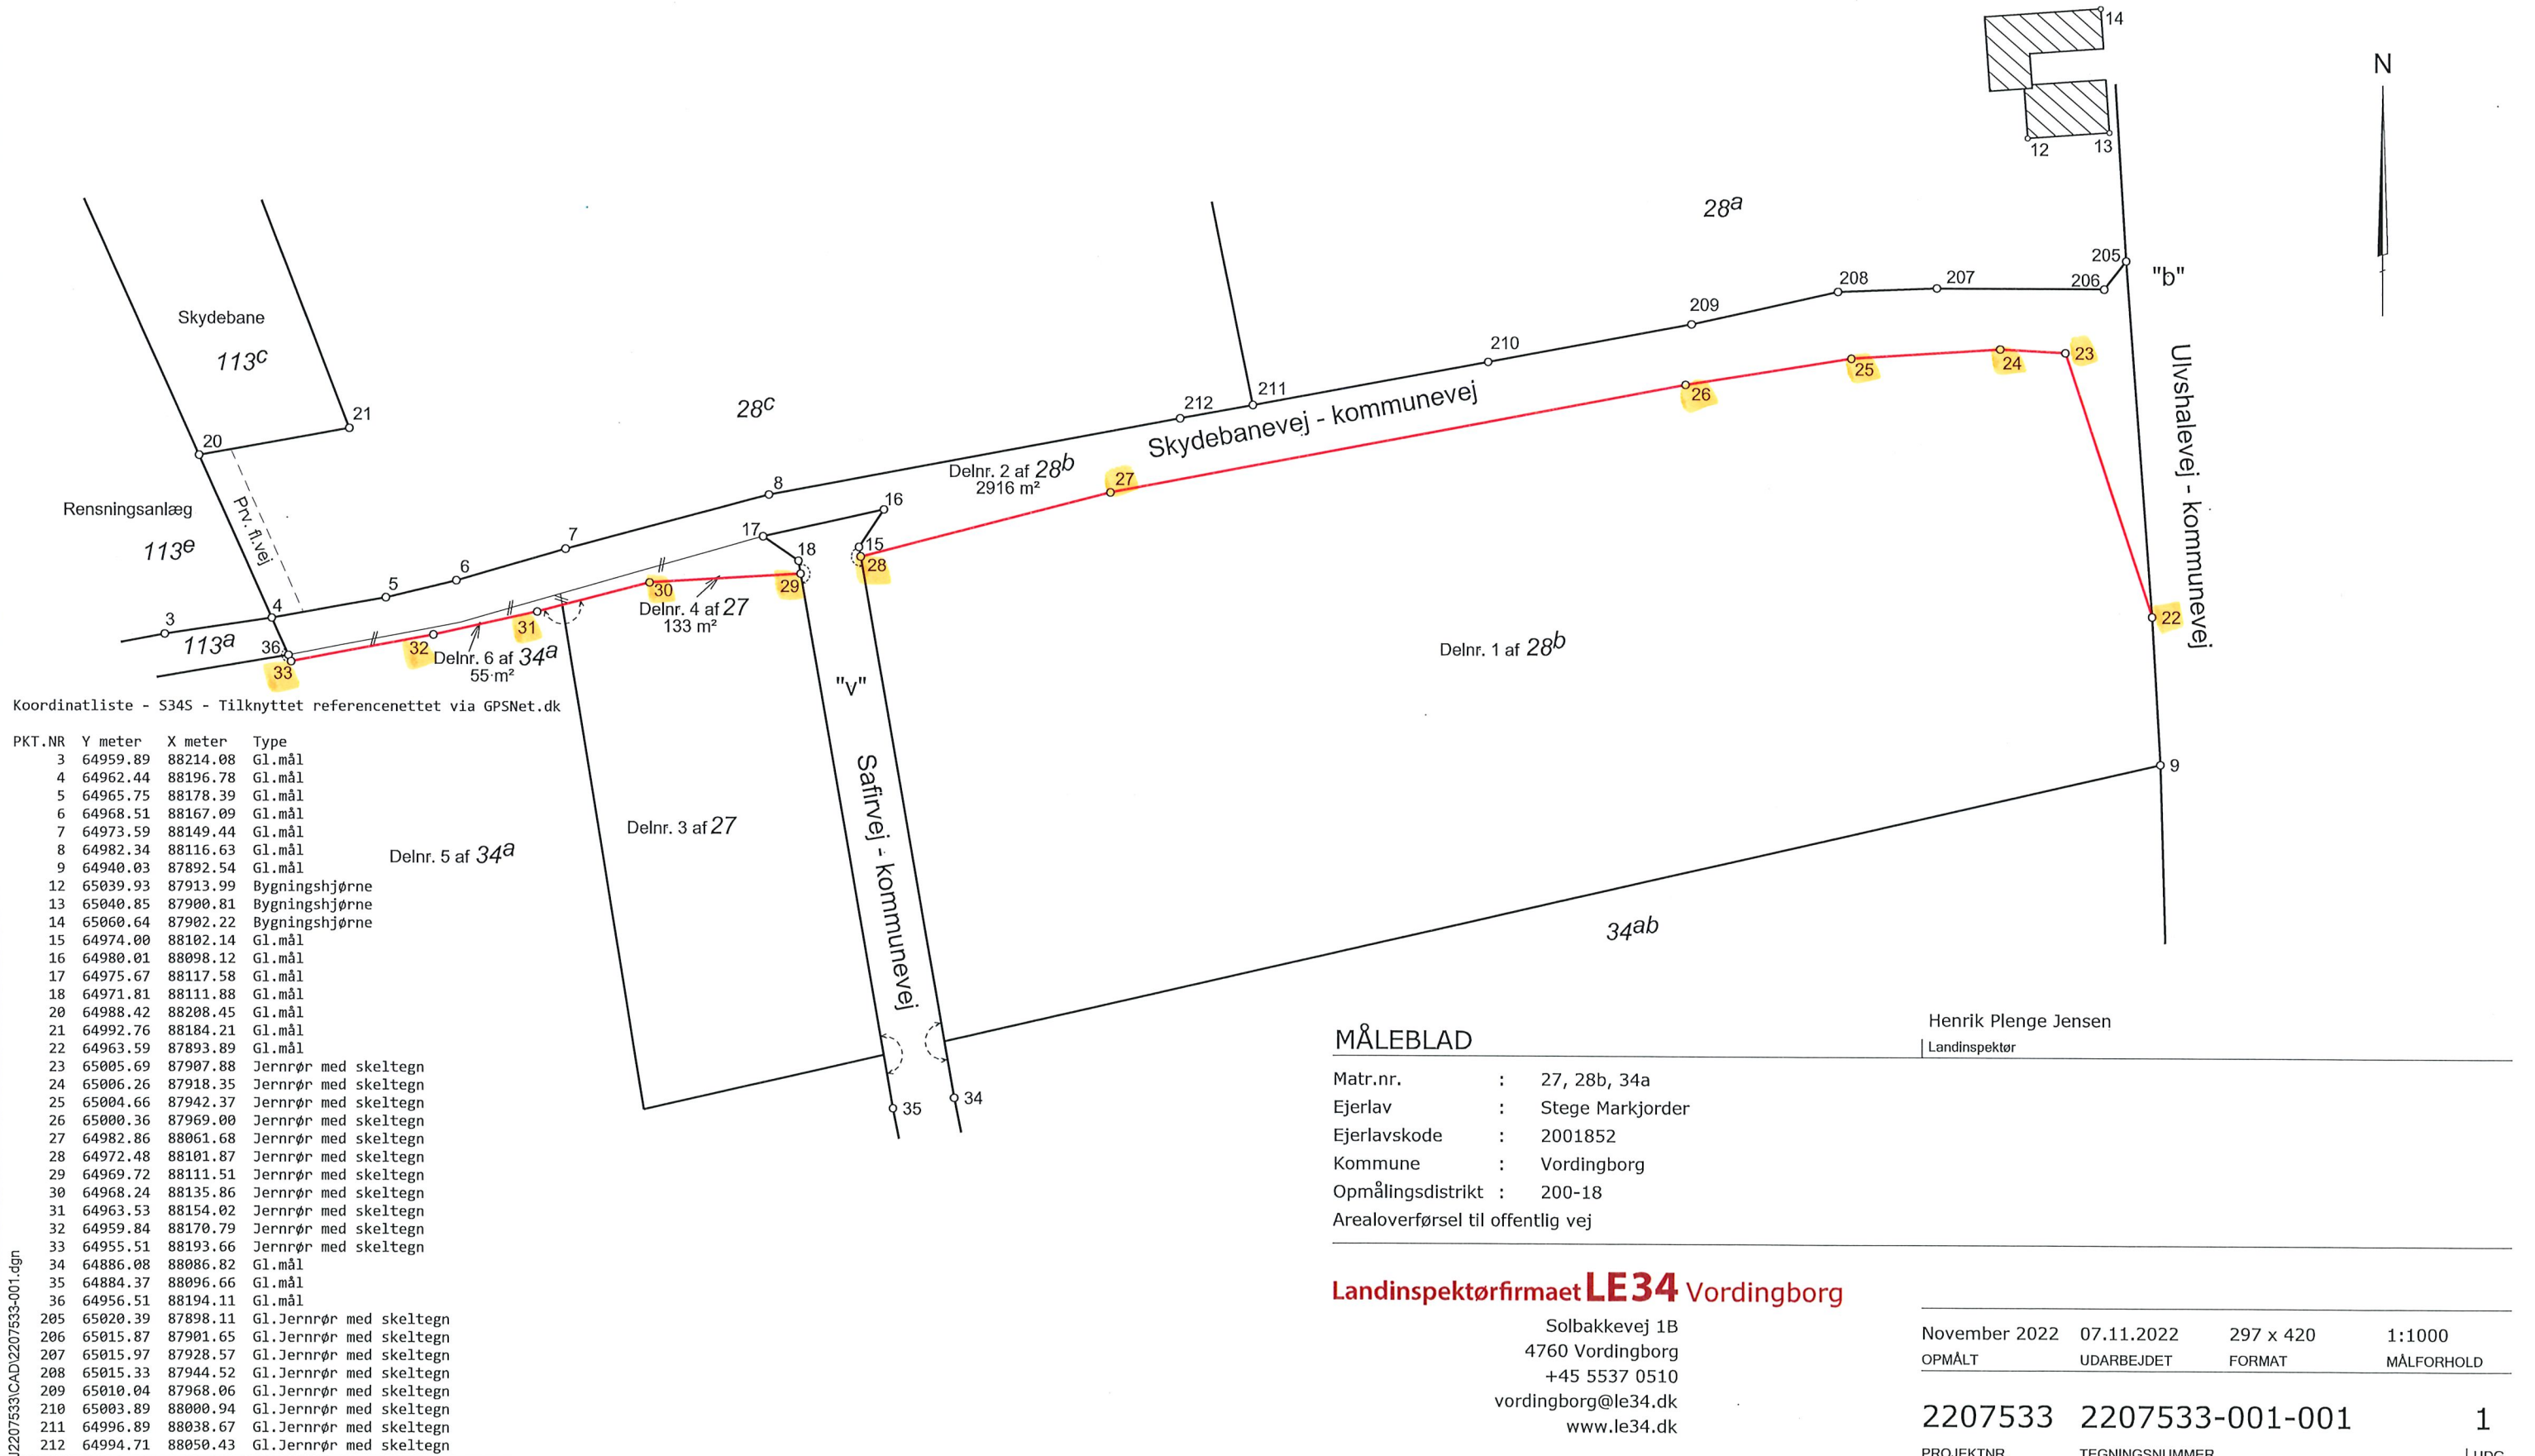 14
N
12
13
28a
205
"b"
208
207
206
209
Skydebane
113c
210
23
24
25
211
26
212
21
28c
Skydebanevej - kommunevej
Ulvshalevej - kommunevej
20
Delnr. 2 af 28b
2916 m²
27
8
16
Rensningsanlæg
Prv. fl.vej
113e
7
17
18
15
28
6
5
29
30
4
Delnr. 4 af 27
133 m²
3
113a
31
22
36
32
Delnr. 6 af 34a
55 m²
33
Delnr. 1 af 28b
"v"
Koordinatliste - S34S - Tilknyttet referencenettet via GPSNet.dk
PKT.NR Y meter X meter Type
3 64959.89 88214.08 Gl.mål
4 64962.44 88196.78 Gl.mål
5 64965.75 88178.39 Gl.mål
6 64968.51 88167.09 Gl.mål
7 64973.59 88149.44 Gl.mål
8 64982.34 88116.63 Gl.mål
9 64940.03 87892.54 Gl.mål
12 65039.93 87913.99 Bygningshjørne
13 65040.85 87900.81 Bygningshjørne
14 65060.64 87902.22 Bygningshjørne
15 64974.00 88102.14 Gl.mål
16 64980.01 88098.12 Gl.mål
17 64975.67 88117.58 Gl.mål
18 64971.81 88111.88 Gl.mål
20 64988.42 88208.45 Gl.mål
21 64992.76 88184.21 Gl.mål
22 64963.59 87893.89 Gl.mål
23 65005.69 87907.88 Jernrør med skeltegn
24 65006.26 87918.35 Jernrør med skeltegn
25 65004.66 87942.37 Jernrør med skeltegn
26 65000.36 87969.00 Jernrør med skeltegn
27 64982.86 88061.68 Jernrør med skeltegn
28 64972.48 88101.87 Jernrør med skeltegn
29 64969.72 88111.51 Jernrør med skeltegn
30 64968.24 88135.86 Jernrør med skeltegn
31 64963.53 88154.02 Jernrør med skeltegn
32 64959.84 88170.79 Jernrør med skeltegn
33 64955.51 88193.66 Jernrør med skeltegn
34 64886.08 88086.82 Gl.mål
35 64884.37 88096.66 Gl.mål
36 64956.51 88194.11 Gl.mål
205 65020.39 87898.11 Gl.Jernrør med skeltegn
206 65015.87 87901.65 Gl.Jernrør med skeltegn
207 65015.97 87928.57 Gl.Jernrør med skeltegn
208 65015.33 87944.52 Gl.Jernrør med skeltegn
209 65010.04 87968.06 Gl.Jernrør med skeltegn
210 65003.89 88000.94 Gl.Jernrør med skeltegn
211 64996.89 88038.67 Gl.Jernrør med skeltegn
212 64994.71 88050.43 Gl.Jernrør med skeltegn
9
Safirvej - kommunevej
Delnr. 3 af 27
Delnr. 5 af 34a
34ab
35
34
MÅLEBLAD
Henrik Plenge Jensen
Landinspektør
Matr.nr. : 27, 28b, 34a
Ejerlav : Stege Markjorder
Ejerlavskode : 2001852
Kommune : Vordingborg
Opmålingsdistrikt : 200-18
Arealoverførsel til offentlig vej
Landinspektørfirmaet LE34 Vordingborg
Solbakkevej 1B
4760 Vordingborg
+45 5537 0510
vordingborg@le34.dk
www.le34.dk
November 2022 07.11.2022 297 x 420 1:1000
OPMÅLT UDARBEJDET FORMAT MÅLFORHOLD
2207533 2207533-001-001 1
PROJEKTNR TEGNINGSNUMMER UDG
J2207533\CAD\2207533-001.dgn